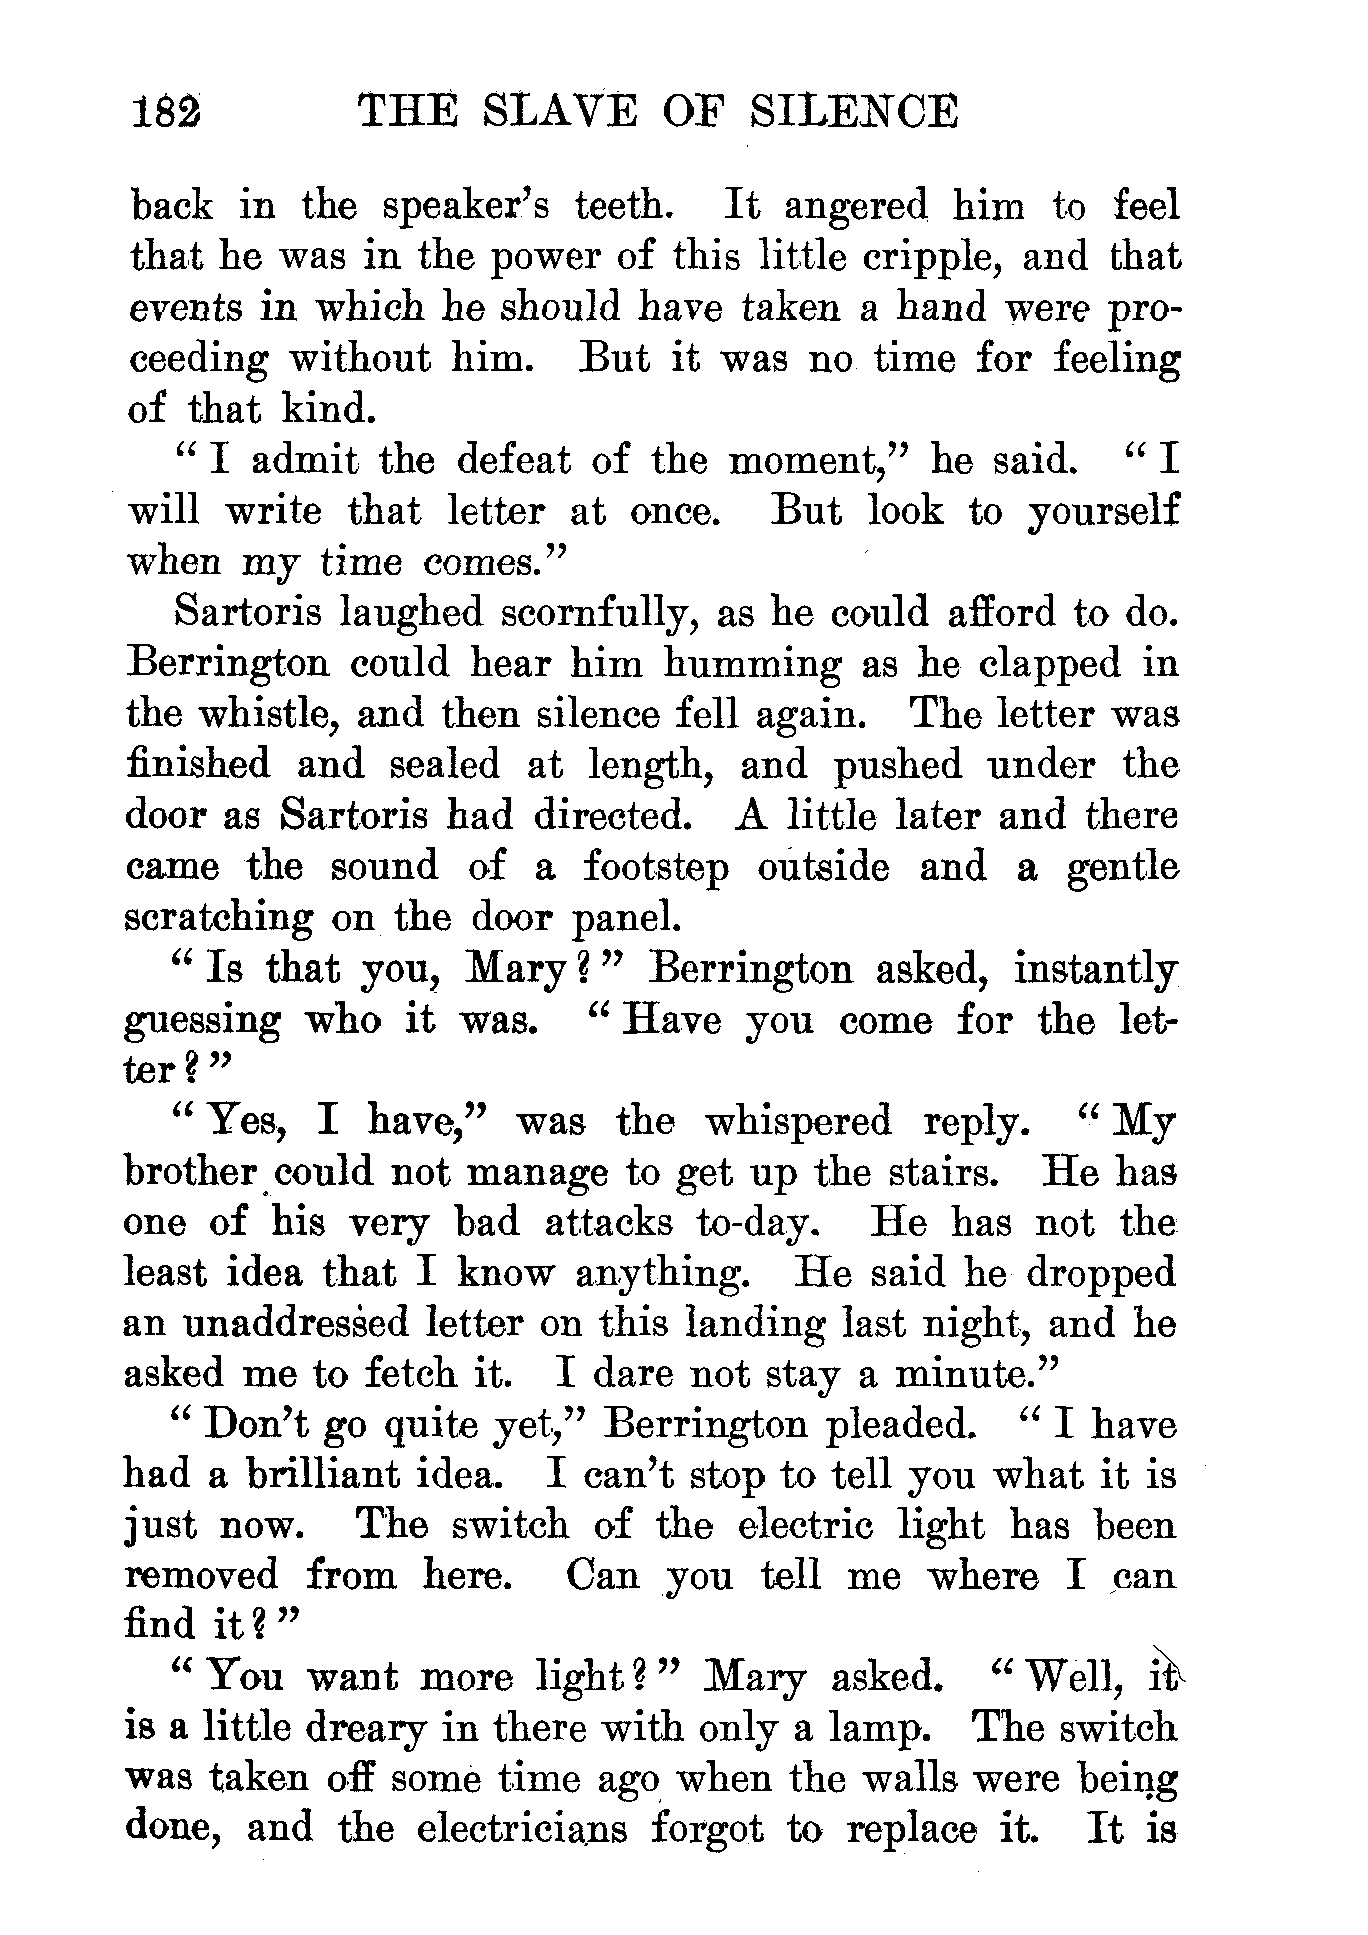 182 THE SLAVE OF SILENCE
back in the speaker's teeth. It angered him to feel
that he was in the power of this little cripple, and that
events in which he should have taken a hand were pro-
ceeding without him. But it was no time for feeling
of that kind.
" I admit the defeat of the moment," he said. " I
will write that letter at once. But look to yourself
when my time comes."
Sartoris laughed scornfully, as he could afford to do.
Berrington could hear him humming as he clapped in
the whistle, and then silence fell again. The letter was
finished and sealed at length, and pushed under the
door as Sartoris had directed. A little later and there
came the sound of a footstep outside and a gentle
scratching on the door panel.
" Is that you, Mary? " Berrington asked, instantly
guessing who it was. " Have you come for the let-
ter? "
" Yes, I have," was the whispered reply. " My
brother could not manage to get up the stairs. He has
one of his very bad attacks to-day. He has not the
least idea that I know anything. He said he dropped
an unaddressed letter on this landing last night, and he
asked me to fetch it. I dare not stay a minute."
" Don't go quite yet," Berrington pleaded. " I have
had a brilliant idea. I can't stop to tell you what it is
just now. The switch of the electric light has been
removed from here. Can you tell me where I can
find it? "
" You want more light? " Mary asked. " Well, it
is a little dreary in there with only a lamp. The switch
was taken off some time ago when the walls were being
done, and the electricians forgot to replace it. It is